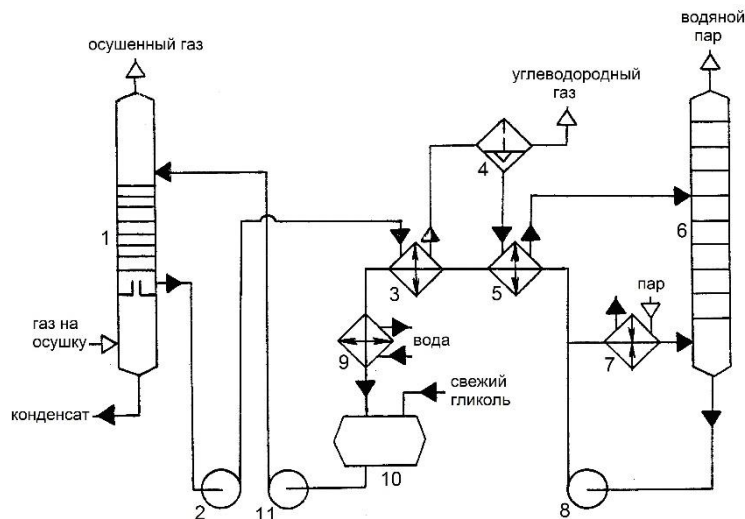 осушенный газ
водяной
пар
углеводородный
газ
4
1
6
3
5
пар
газ на
осушку
9
вода
7
свежий
гликоль
конденсат
10
2
11
8